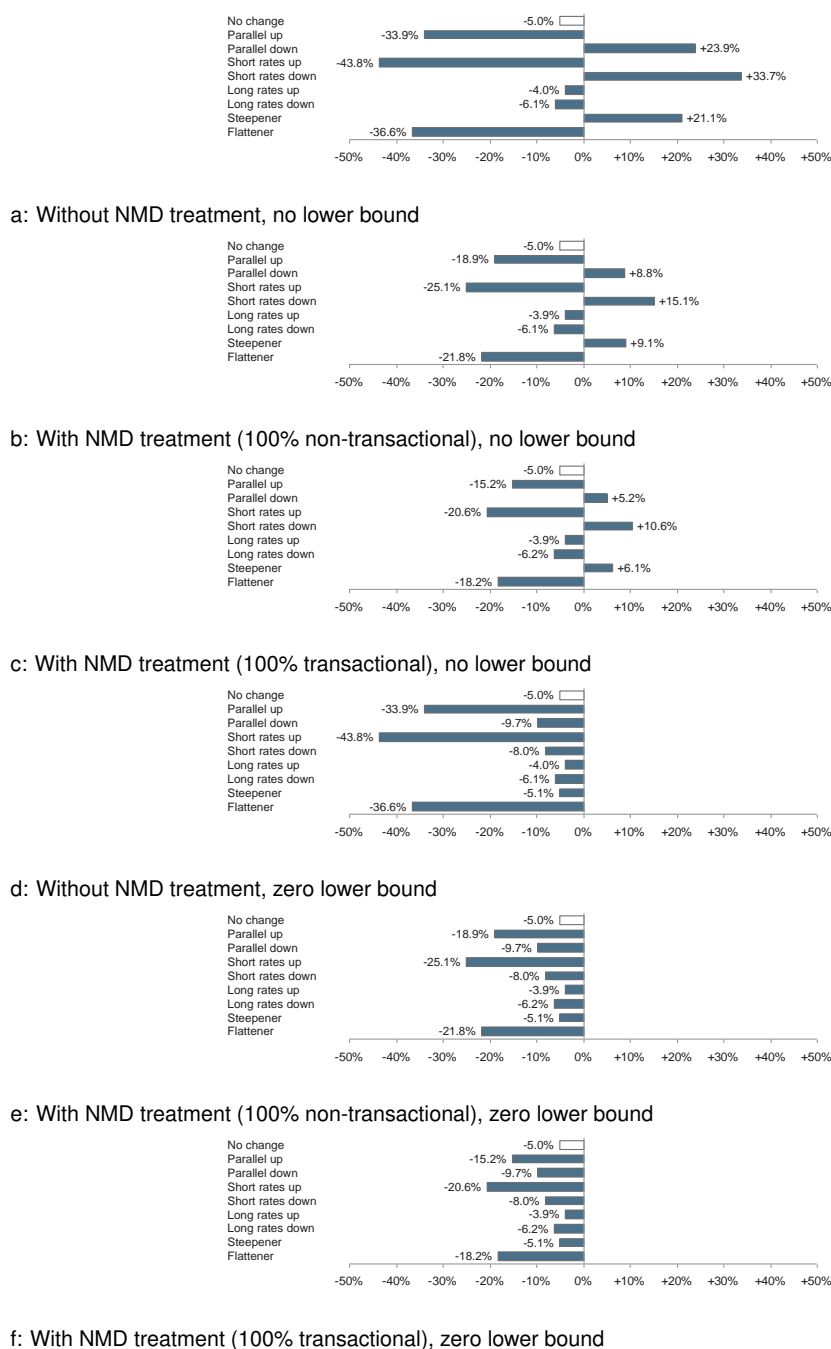 No change -5.0%
Parallel up -33.9%
Parallel down +23.9%
Short rates up -43.8%
Short rates down +33.7%
Long rates up -4.0%
Long rates down -6.1%
Steepener +21.1%
Flattener -36.6%
-50% -40% -30% -20% -10% 0% +10% +20% +30% +40% +50%
a: Without NMD treatment, no lower bound
No change -5.0%
Parallel up -18.9%
Parallel down +8.8%
Short rates up -25.1%
Short rates down +15.1%
Long rates up -3.9%
Long rates down -6.1%
Steepener +9.1%
Flattener -21.8%
-50% -40% -30% -20% -10% 0% +10% +20% +30% +40% +50%
b: With NMD treatment (100% non-transactional), no lower bound
No change -5.0%
Parallel up -15.2%
Parallel down +5.2%
Short rates up -20.6%
Short rates down +10.6%
Long rates up -3.9%
Long rates down -6.2%
Steepener +6.1%
Flattener -18.2%
-50% -40% -30% -20% -10% 0% +10% +20% +30% +40% +50%
c: With NMD treatment (100% transactional), no lower bound
No change -5.0%
Parallel up -33.9%
Parallel down -9.7%
Short rates up -43.8%
Short rates down -8.0%
Long rates up -4.0%
Long rates down -6.1%
Steepener -5.1%
Flattener -36.6%
-50% -40% -30% -20% -10% 0% +10% +20% +30% +40% +50%
d: Without NMD treatment, zero lower bound
No change -5.0%
Parallel up -18.9%
Parallel down -9.7%
Short rates up -25.1%
Short rates down -8.0%
Long rates up -3.9%
Long rates down -6.2%
Steepener -5.1%
Flattener -21.8%
-50% -40% -30% -20% -10% 0% +10% +20% +30% +40% +50%
e: With NMD treatment (100% non-transactional), zero lower bound
No change -5.0%
Parallel up -15.2%
Parallel down -9.7%
Short rates up -20.6%
Short rates down -8.0%
Long rates up -3.9%
Long rates down -6.2%
Steepener -5.1%
Flattener -18.2%
-50% -40% -30% -20% -10% 0% +10% +20% +30% +40% +50%
f: With NMD treatment (100% transactional), zero lower bound